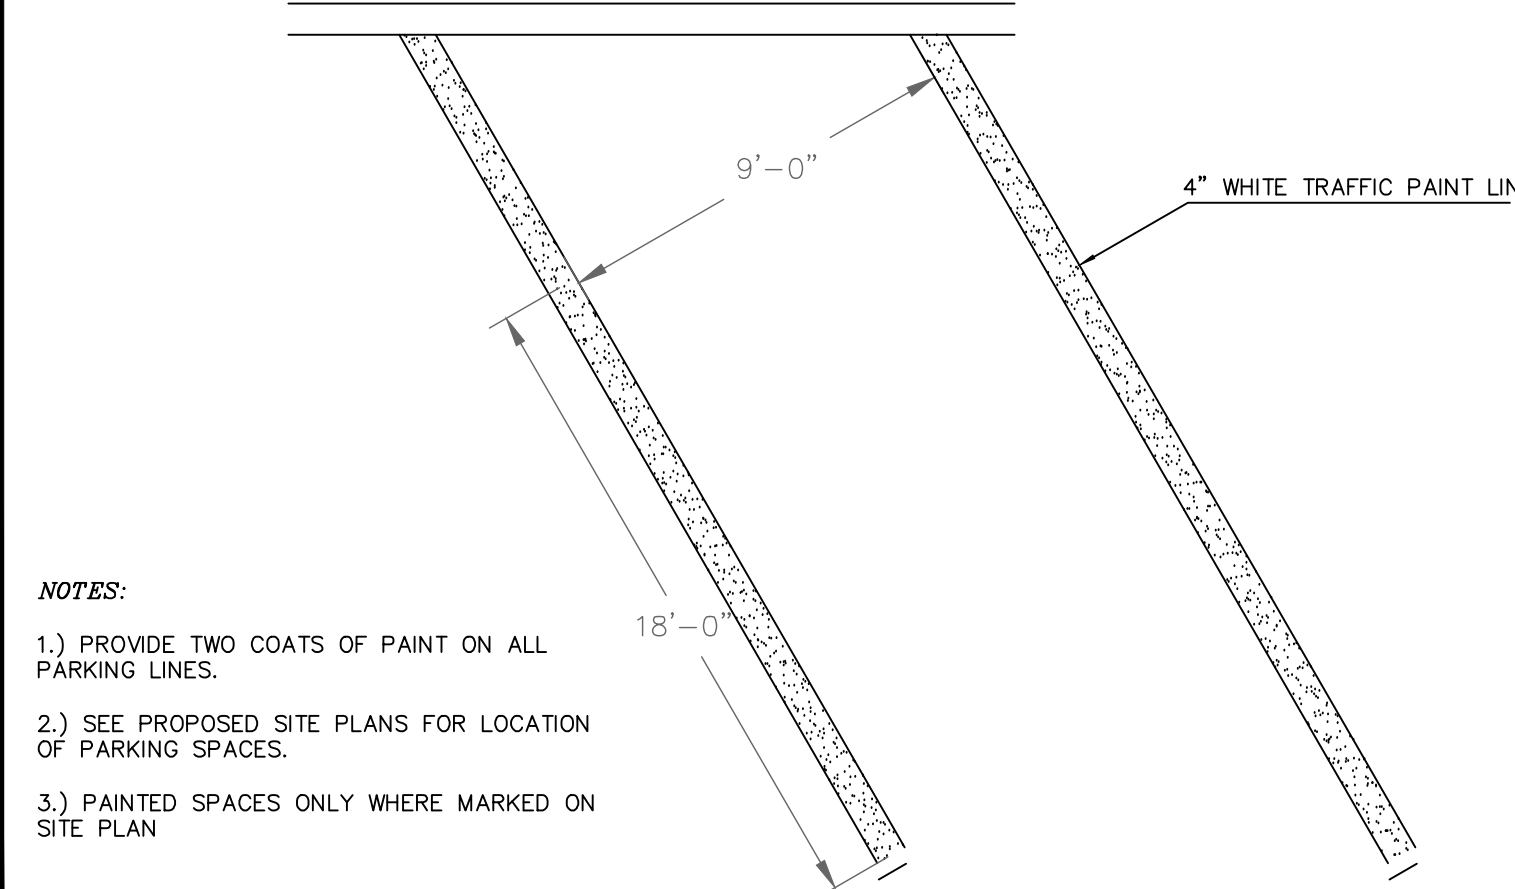 9'-0"
4" WHITE TRAFFIC PAINT
18'-0"
NOTES:
1.) PROVIDE TWO COATS OF PAINT ON ALL
PARKING LINES.
2.) SEE PROPOSED SITE PLANS FOR LOCATION
OF PARKING SPACES.
3.) PAINTED SPACES ONLY WHERE MARKED ON
SITE PLAN